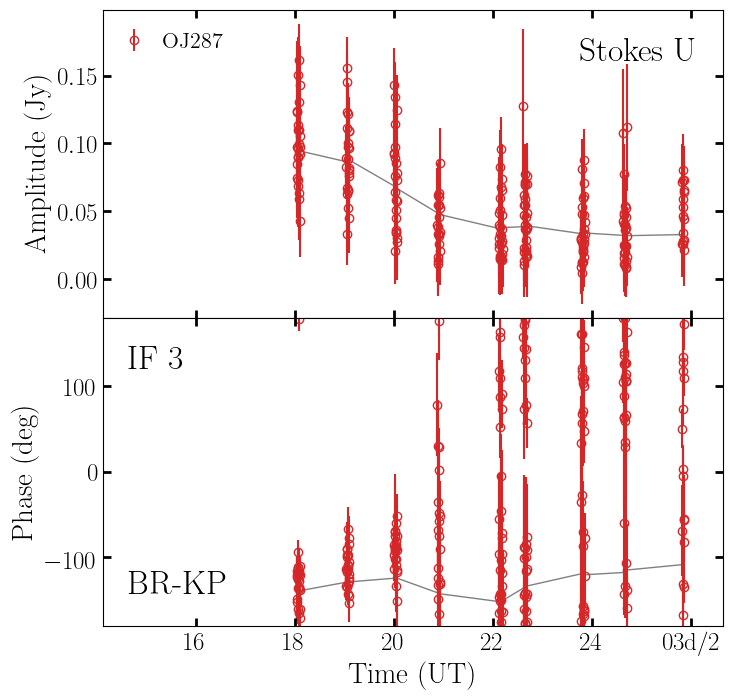 OJ287
Stokes U
Amplitude (Jy)
0.15
0.10
0.05
0.00
IF 3
BR-KP
Phase (deg)
100
0
−100
16 18 20 22 24 03d/2
Time (UT)